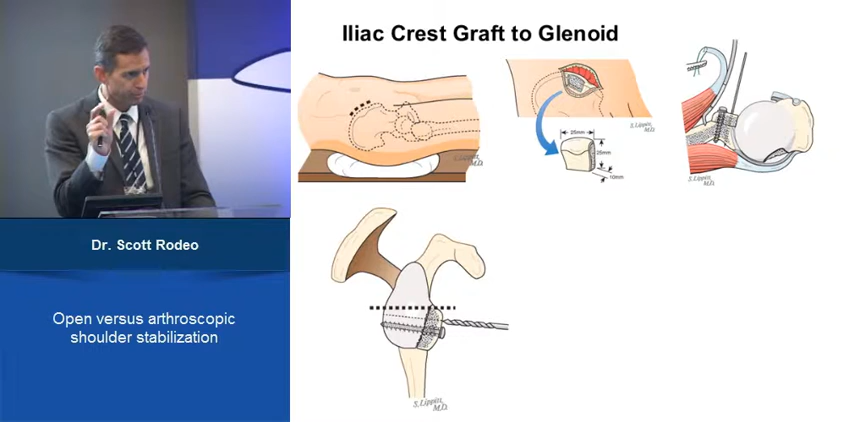 Iliac Crest Graft to Glenoid
S. Lippitt, M.D.
25mm
25mm
10mm
S. Lippitt, M.D.
S. Lippitt, M.D.
Dr. Scott Rodeo
Open versus arthroscopic
shoulder stabilization
S. Lippitt,
M.D.